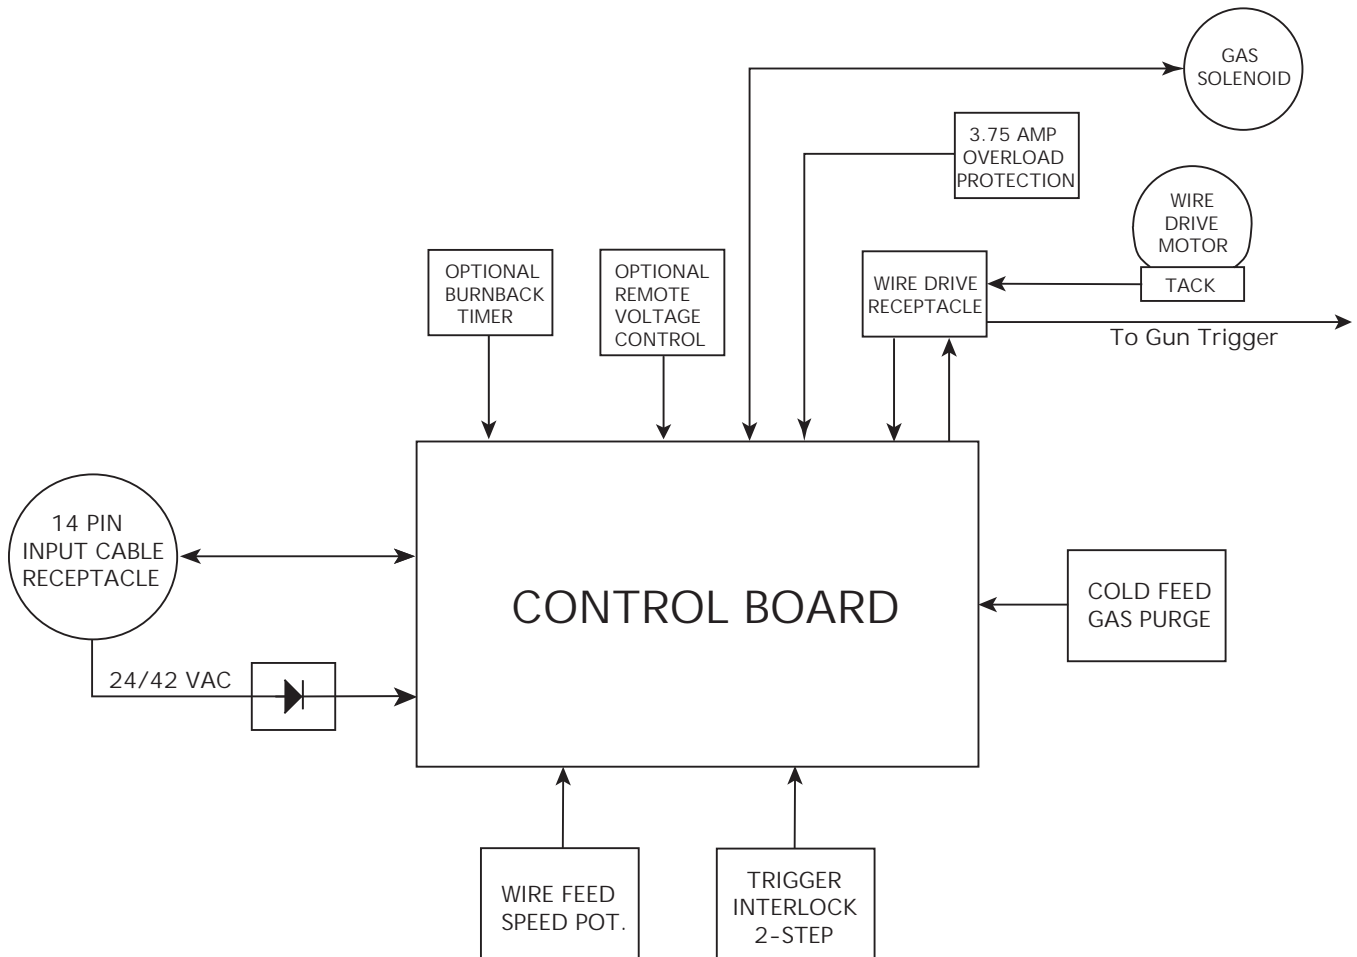 GAS
SOLENOID
3.75 AMP
OVERLOAD
PROTECTION
WIRE
DRIVE
MOTOR
TACK
OPTIONAL
BURNBACK
TIMER
OPTIONAL
REMOTE
VOLTAGE
CONTROL
WIRE DRIVE
RECEPTACLE
To Gun Trigger
14 PIN
INPUT CABLE
RECEPTACLE
CONTROL BOARD
COLD FEED
GAS PURGE
24/42 VAC
WIRE FEED
SPEED POT.
TRIGGER
INTERLOCK
2-STEP